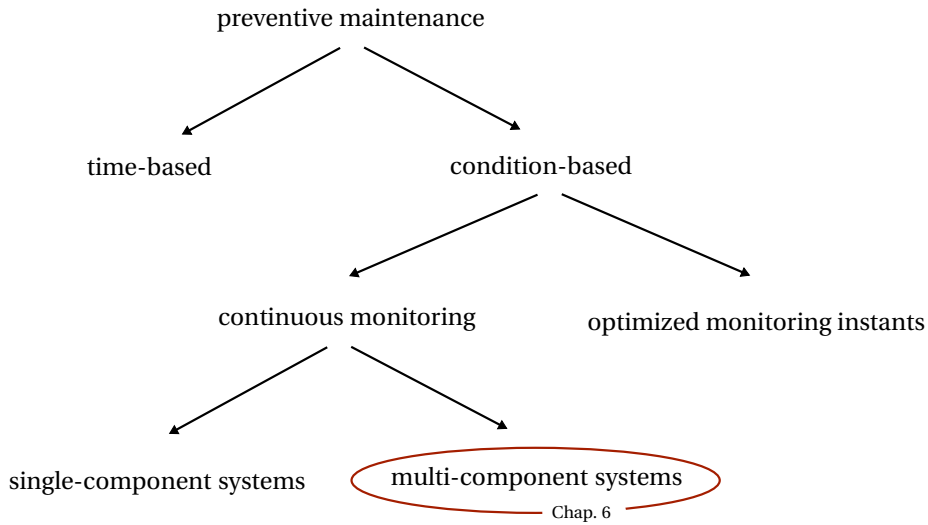 preventive maintenance
time-based
condition-based
continuous monitoring
optimized monitoring instants
single-component systems
multi-component systems
Chap. 6